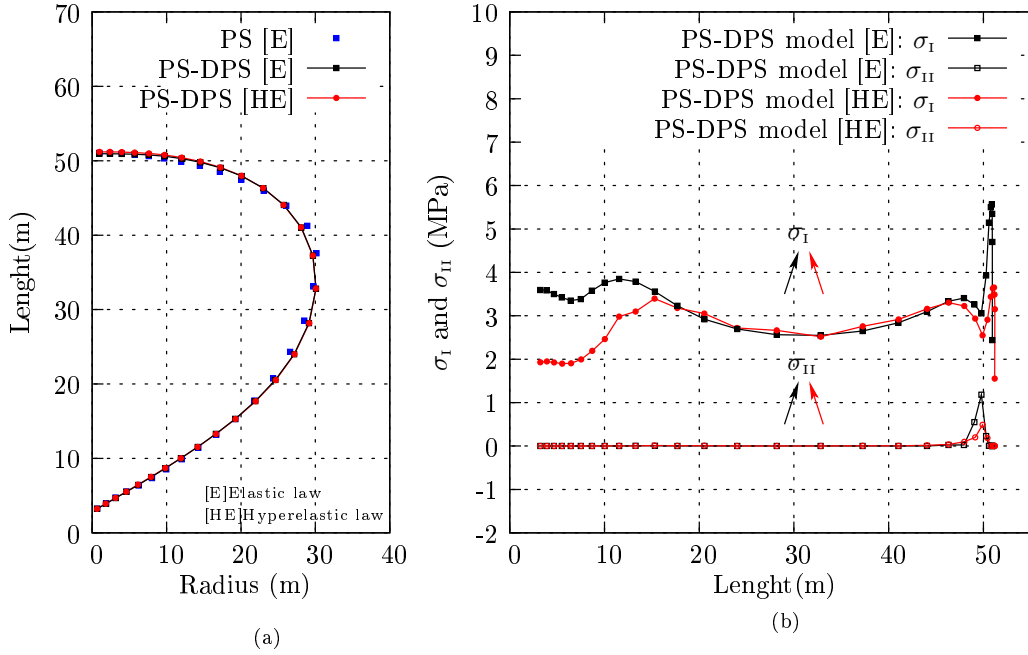 70
60
50
40
30
20
10
0
Lenght(m)
PS [E]
PS-DPS [E]
PS-DPS [HE]
[E]Elastic law
[HE]Hyperelastic law
0 10 20 30 40
Radius (m)
(a)
10
9
8
7
6
5
4
3
2
1
0
-1
-2
σI and σII (MPa)
PS-DPS model [E]: σI
PS-DPS model [E]: σII
PS-DPS model [HE]: σI
PS-DPS model [HE]: σII
σI
σII
0 10 20 30 40 50
Lenght(m)
(b)